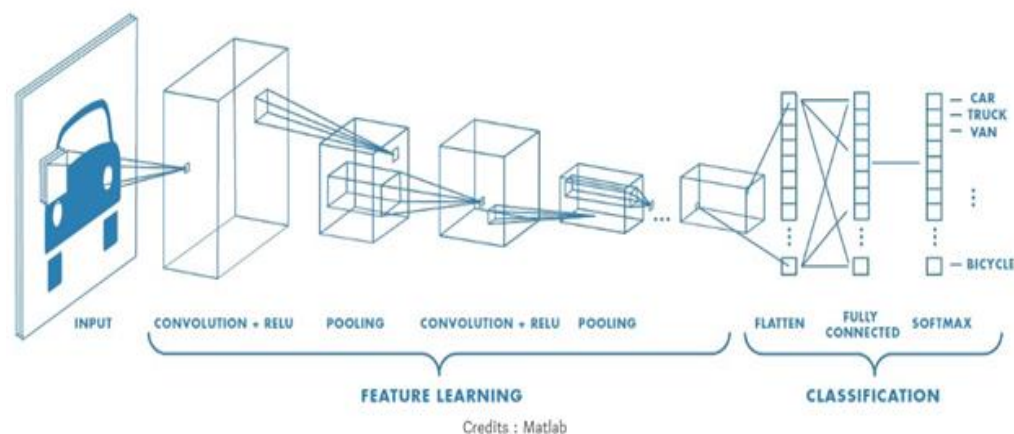 CAR
TRUCK
VAN
BICYCLE
INPUT
CONVOLUTION + RELU
POOLING
CONVOLUTION + RELU
POOLING
FLATTEN
FULLY
CONNECTED
SOFTMAX
FEATURE LEARNING
CLASSIFICATION
Credits : Matlab